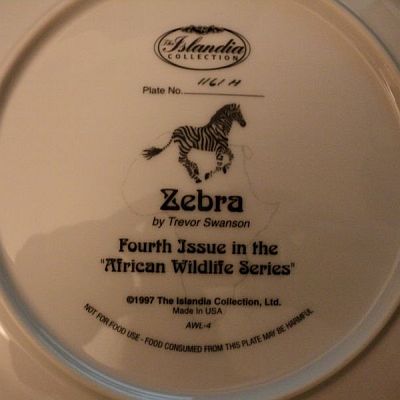 The Islandia
COLLECTION
Plate No. 1161 A
Zebra
by Trevor Swanson
Fourth Issue in the
"African Wildlife Series"
©1997 The Islandia Collection, Ltd.
Made In USA
AWL-4
NOT FOR FOOD USE - FOOD CONSUMED FROM THIS PLATE MAY BE HARMFUL